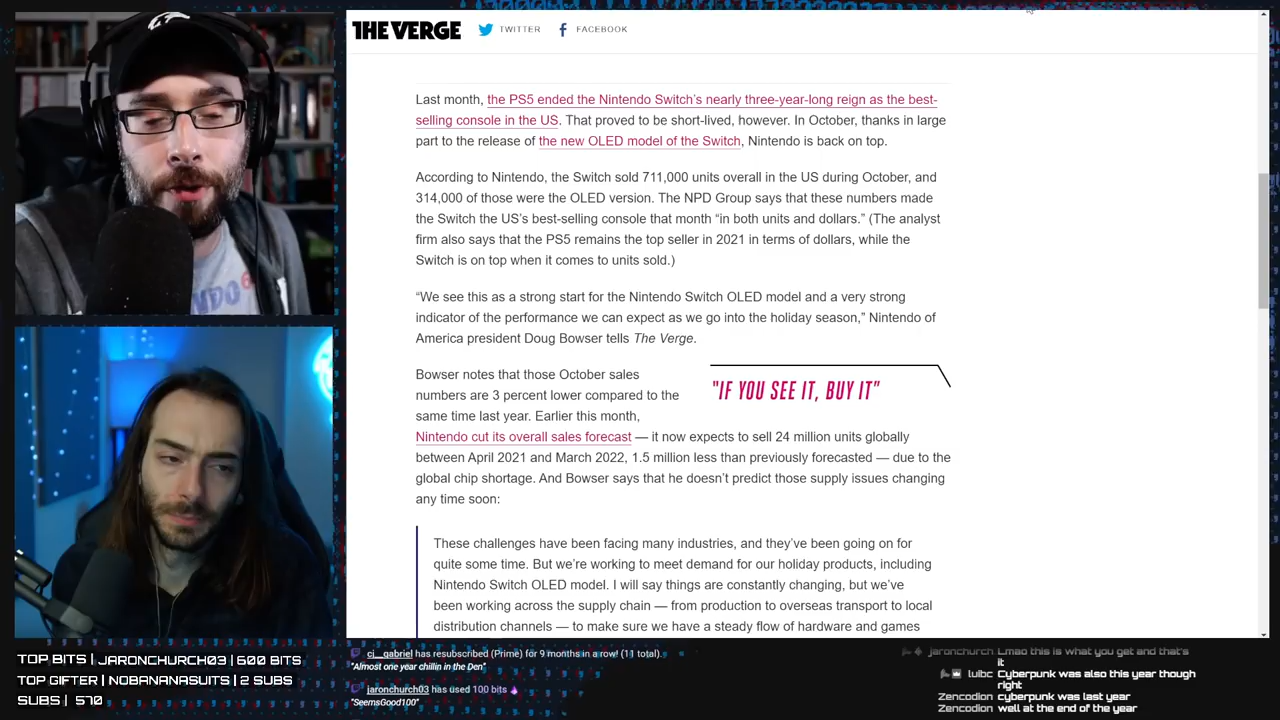 THE VERGE
TWITTER
FACEBOOK
Last month, the PS5 ended the Nintendo Switch's nearly three-year-long reign as the best-
selling console in the US. That proved to be short-lived, however. In October, thanks in large
part to the release of the new OLED model of the Switch, Nintendo is back on top.
According to Nintendo, the Switch sold 711,000 units overall in the US during October, and
314,000 of those were the OLED version. The NPD Group says that these numbers made
the Switch the US's best-selling console that month “in both units and dollars.” (The analyst
firm also says that the PS5 remains the top seller in 2021 in terms of dollars, while the
Switch is on top when it comes to units sold.)
“We see this as a strong start for the Nintendo Switch OLED model and a very strong
indicator of the performance we can expect as we go into the holiday season,” Nintendo of
America president Doug Bowser tells The Verge.
Bowser notes that those October sales
numbers are 3 percent lower compared to the
same time last year. Earlier this month,
"IF YOU SEE IT, BUY IT"
Nintendo cut its overall sales forecast — it now expects to sell 24 million units globally
between April 2021 and March 2022, 1.5 million less than previously forecasted — due to the
global chip shortage. And Bowser says that he doesn't predict those supply issues changing
any time soon:
These challenges have been facing many industries, and they've been going on for
quite some time. But we're working to meet demand for our holiday products, including
Nintendo Switch OLED model. I will say things are constantly changing, but we've
been working across the supply chain — from production to overseas transport to local
distribution channels — to make sure we have a steady flow of hardware and games
TOP BITS | JARONCHURCH03 | 600 BITS
TOP GIFTER | NOBANANASUITS | 2 SUBS
SUBS | 570
ci__gabriel has resubscribed (Prime) for 9 months in a row! (11 total).
"Almost one year chillin in the Den"
jaronchurch03 has used 100 bits
"SeemsGood100"
jaronchurch Lmao this is what you get and that's
it
lulbc Cyberpunk was also this year though
right
Zencodion cyberpunk was last year
Zencodion well at the end of the year